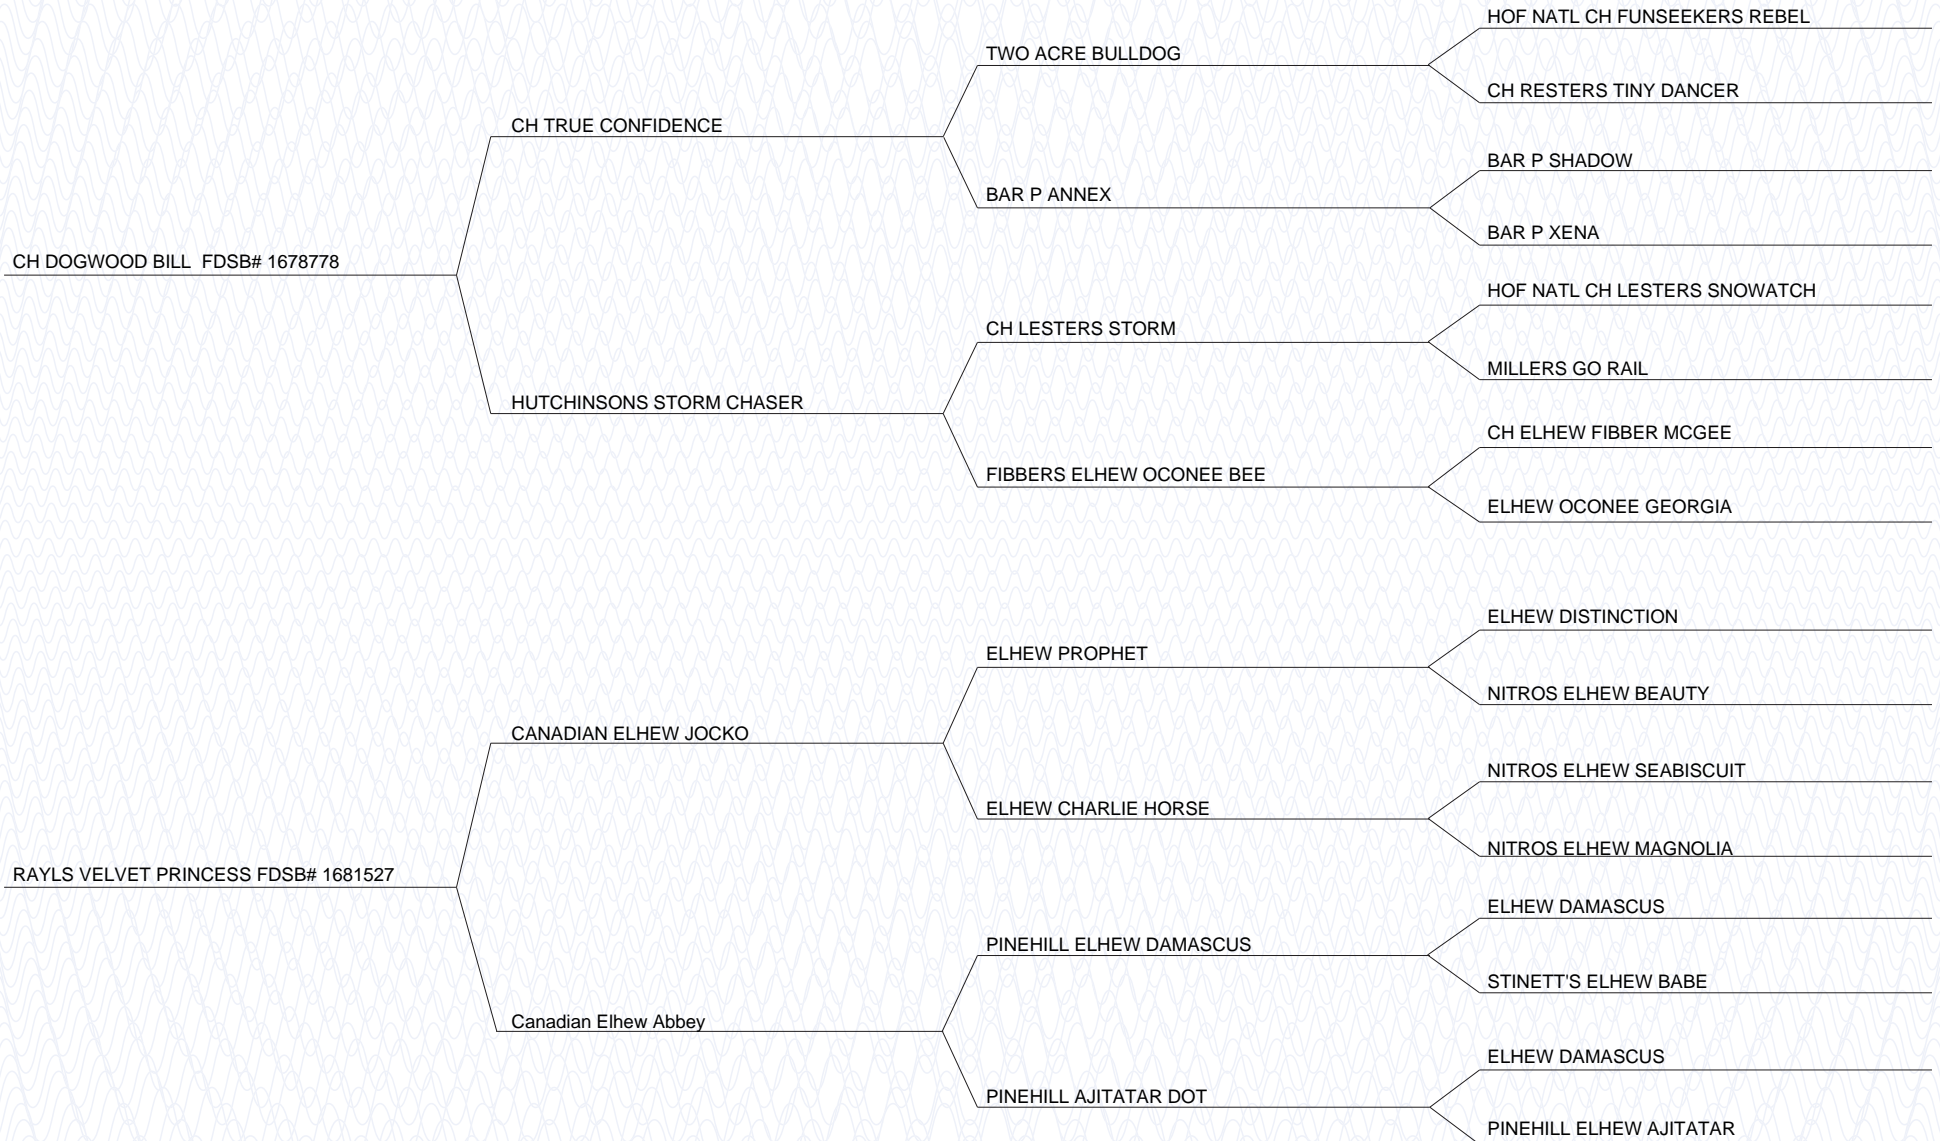 HOF NATL CH FUNSEEKERS REBEL
TWO ACRE BULLDOG
CH RESTERS TINY DANCER
CH TRUE CONFIDENCE
BAR P SHADOW
BAR P ANNEX
BAR P XENA
CH DOGWOOD BILL FDSB# 1678778
HOF NATL CH LESTERS SNOWATCH
CH LESTERS STORM
MILLERS GO RAIL
HUTCHINSONS STORM CHASER
CH ELHEW FIBBER MCGEE
FIBBERS ELHEW OCONEE BEE
ELHEW OCONEE GEORGIA
ELHEW DISTINCTION
ELHEW PROPHET
NITROS ELHEW BEAUTY
CANADIAN ELHEW JOCKO
NITROS ELHEW SEABISCUIT
ELHEW CHARLIE HORSE
NITROS ELHEW MAGNOLIA
RAYLS VELVET PRINCESS FDSB# 1681527
ELHEW DAMASCUS
PINEHILL ELHEW DAMASCUS
STINETT'S ELHEW BABE
Canadian Elhew Abbey
ELHEW DAMASCUS
PINEHILL AJITATAR DOT
PINEHILL ELHEW AJITATAR